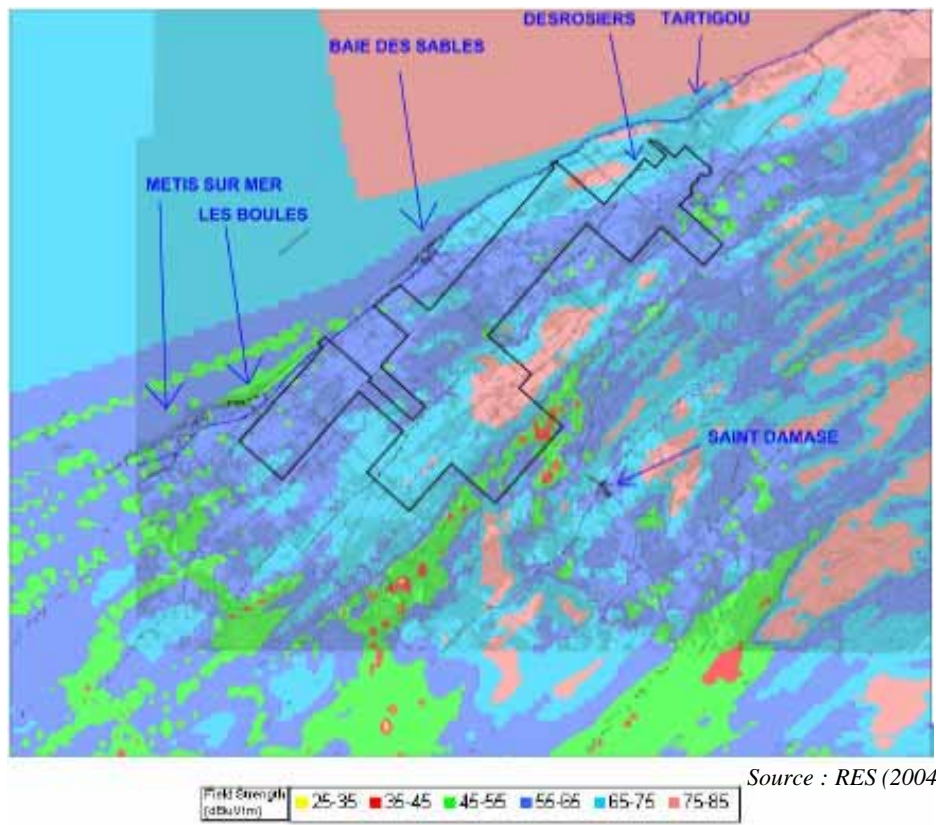 DESROSIERS TARTIGOU
BAIE DES SABLES
METIS SUR MER
LES BOULES
SAINT DAMASE
Source : RES (2004
Field Strength 25-35 35-45 45-55 55-65 65-75 75-85
(dBuV/m)